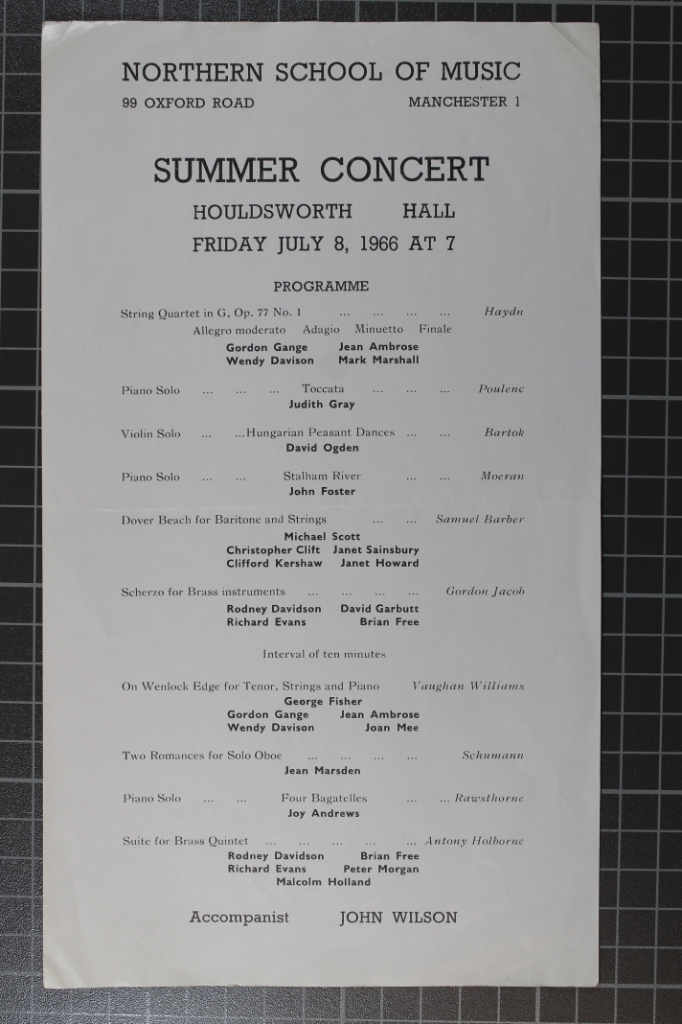 NORTHERN SCHOOL OF MUSIC
99 OXFORD ROAD MANCHESTER 1
SUMMER CONCERT
HOULDSWORTH HALL
FRIDAY JULY 8, 1966 AT 7
PROGRAMME
String Quartet in G, Op. 77 No. 1 ... ... ... ... Haydn
Allegro moderato Adagio Minuetto Finale
Gordon Gange Jean Ambrose
Wendy Davison Mark Marshall
Piano Solo ... ... ... Toccata ... ... ... Poulenc
Judith Gray
Violin Solo ... ...Hungarian Peasant Dances ... ... Bartok
David Ogden
Piano Solo ... ... Stalham River ... ... Moeran
John Foster
Dover Beach for Baritone and Strings ... ... Samuel Barber
Michael Scott
Christopher Clift Janet Sainsbury
Clifford Kershaw Janet Howard
Scherzo for Brass instruments ... ... ... ... Gordon Jacob
Rodney Davidson David Garbutt
Richard Evans Brian Free
Interval of ten minutes
On Wenlock Edge for Tenor, Strings and Piano Vaughan Williams
George Fisher
Gordon Gange Jean Ambrose
Wendy Davison Joan Mee
Two Romances for Solo Oboe ... ... ... ... Schumann
Jean Marsden
Piano Solo ... ... Four Bagatelles ... ... Rawsthorne
Joy Andrews
Suite for Brass Quintet ... ... ... ... ... Antony Holborne
Rodney Davidson Brian Free
Richard Evans Peter Morgan
Malcolm Holland
Accompanist JOHN WILSON